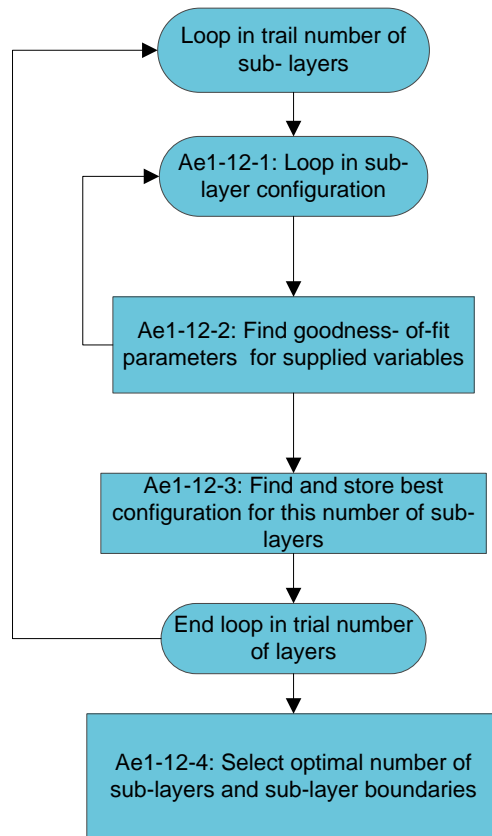 Loop in trail number of
sub- layers
Ae1-12-1: Loop in sub-
layer configuration
Ae1-12-2: Find goodness- of-fit
parameters  for supplied variables
Ae1-12-3: Find and store best
configuration for this number of sub-
layers
End loop in trial number
of layers
Ae1-12-4: Select optimal number of
sub-layers and sub-layer boundaries